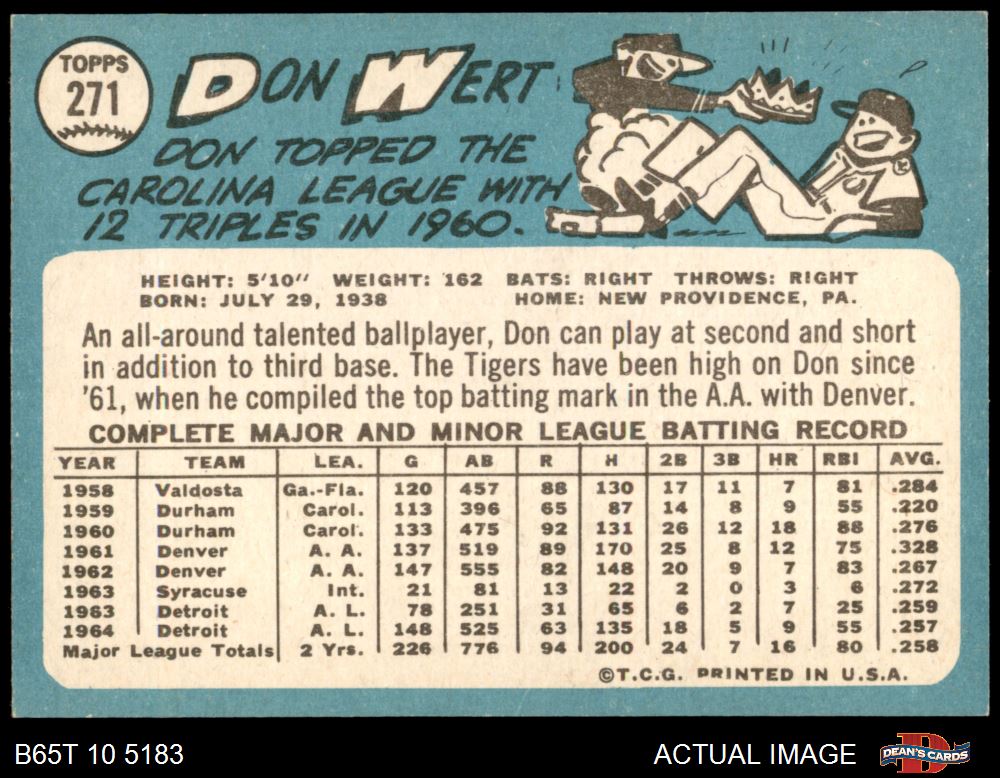 TOPPS
271
DON WERT
DON TOPPED THE
CAROLINA LEAGUE WITH
12 TRIPLES IN 1960.
HEIGHT: 5'10" WEIGHT: 162 BATS: RIGHT THROWS: RIGHT
BORN: JULY 29, 1938 HOME: NEW PROVIDENCE, PA.
An all-around talented ballplayer, Don can play at second and short
in addition to third base. The Tigers have been high on Don since
'61, when he compiled the top batting mark in the A.A. with Denver.
COMPLETE MAJOR AND MINOR LEAGUE BATTING RECORD
YEAR TEAM LEA. G AB R H 2B 3B HR RBI AVG.
1958 Valdosta Ga.-Fla. 120 457 88 130 17 11 7 81 .284
1959 Durham Carol. 113 396 65 87 14 8 9 55 .220
1960 Durham Carol. 133 475 92 131 26 12 18 88 .276
1961 Denver A. A. 137 519 89 170 25 8 12 75 .328
1962 Denver A. A. 147 555 82 148 20 9 7 83 .267
1963 Syracuse Int. 21 81 13 22 2 0 3 6 .272
1963 Detroit A. L. 78 251 31 65 6 2 7 25 .259
1964 Detroit A. L. 148 525 63 135 18 5 9 55 .257
Major League Totals 2 Yrs. 226 776 94 200 24 7 16 80 .258
©T.C.G. PRINTED IN U.S.A.
B65T 10 5183 ACTUAL IMAGE DEAN'S CARDS